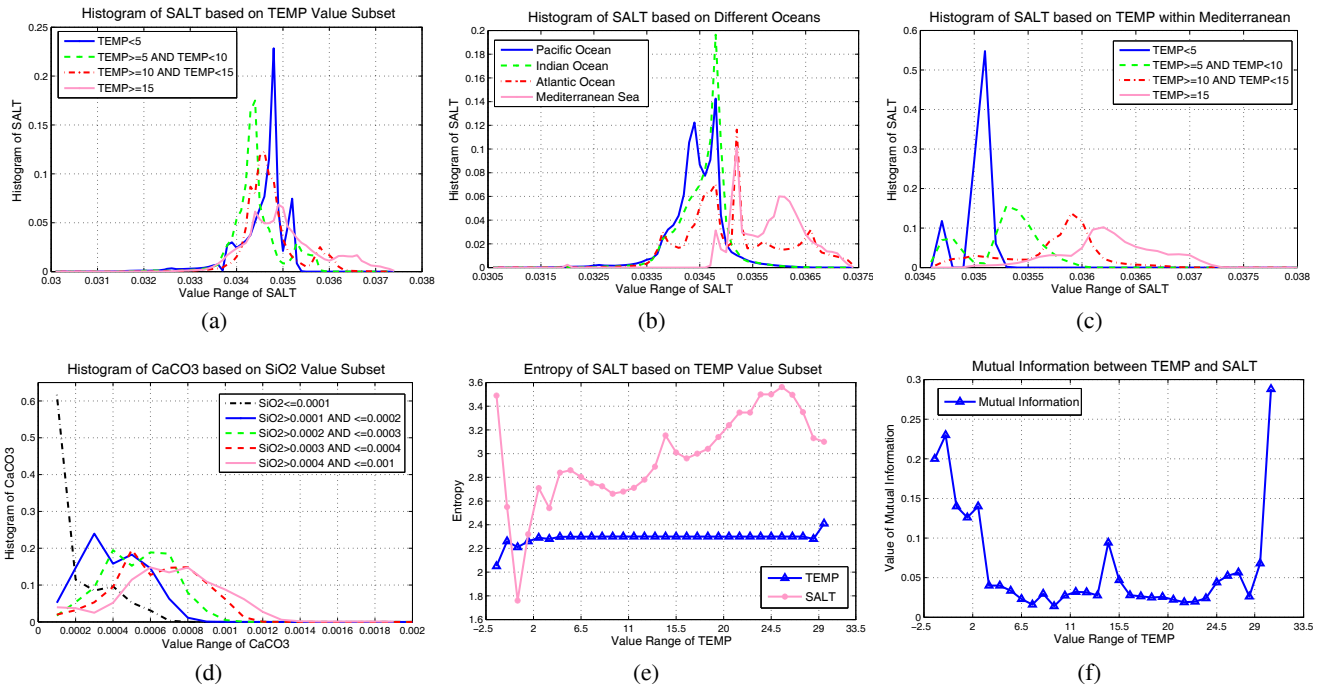 Histogram of SALT based on TEMP Value Subset
TEMP<5
TEMP>=5 AND TEMP<10
TEMP>=10 AND TEMP<15
TEMP>=15
Histogram of SALT
0.25
0.2
0.15
0.1
0.05
0
0.03 0.031 0.032 0.033 0.034 0.035 0.036 0.037 0.038
Value Range of SALT
(a)
Histogram of SALT based on Different Oceans
Pacific Ocean
Indian Ocean
Atlantic Ocean
Mediterranean Sea
Histogram of SALT
0.2
0.18
0.16
0.14
0.12
0.1
0.08
0.06
0.04
0.02
0
0.0315 0.0325 0.0335 0.0345 0.0355 0.0365 0.0375
Value Range of SALT
(b)
Histogram of SALT based on TEMP within Mediterranean
TEMP<5
TEMP>=5 AND TEMP<10
TEMP>=10 AND TEMP<15
TEMP>=15
Histogram of SALT
0.6
0.5
0.4
0.3
0.2
0.1
0
0.0345 0.035 0.0355 0.036 0.0365 0.037 0.0375 0.038
Value Range of SALT
(c)
Histogram of CaCO3 based on SiO2 Value Subset
SiO2<=0.0001
SiO2>0.0001 AND <=0.0002
SiO2>0.0002 AND <=0.0003
SiO2>0.0003 AND <=0.0004
SiO2>0.0004 AND <=0.001
Histogram of CaCO3
0.6
0.5
0.4
0.3
0.2
0.1
0
0 0.0002 0.0004 0.0006 0.0008 0.001 0.0012 0.0014 0.0016 0.0018 0.002
Value Range of CaCO3
(d)
Entropy of SALT based on TEMP Value Subset
Entropy
3.6
3.4
3.2
3
2.8
2.6
2.4
2.2
2
1.8
1.6
TEMP
SALT
-2.5 2 6.5 11 15.5 20 24.5 29 33.5
Value Range of TEMP
(e)
Mutual Information between TEMP and SALT
Mutual Information
Value of Mutual Information
0.3
0.25
0.2
0.15
0.1
0.05
0
-2.5 2 6.5 11 15.5 20 24.5 29 33.5
Value Range of TEMP
(f)